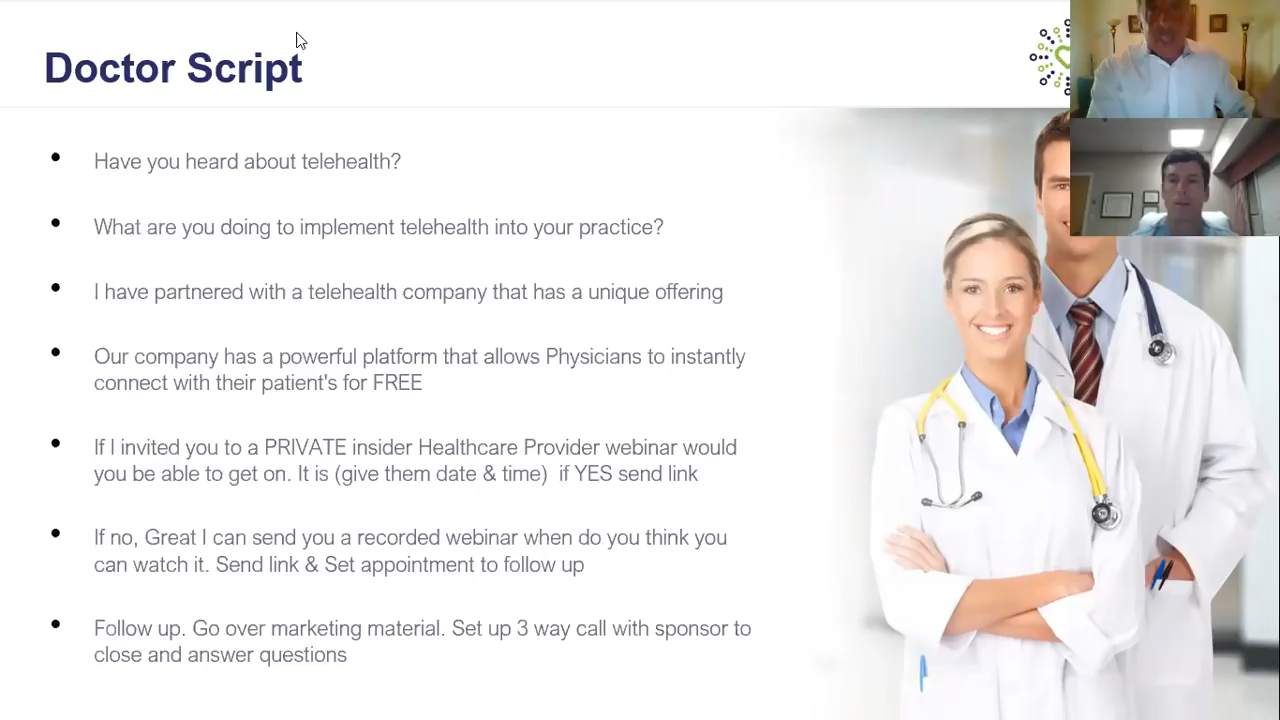 Doctor Script
Have you heard about telehealth?
What are you doing to implement telehealth into your practice?
I have partnered with a telehealth company that has a unique offering
Our company has a powerful platform that allows Physicians to instantly
connect with their patient's for FREE
If I invited you to a PRIVATE insider Healthcare Provider webinar would
you be able to get on. It is (give them date & time)  if YES send link
If no, Great I can send you a recorded webinar when do you think you
can watch it. Send link & Set appointment to follow up
Follow up. Go over marketing material. Set up 3 way call with sponsor to
close and answer questions